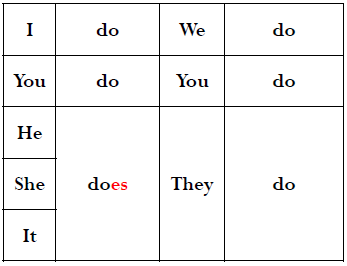 I do We do
You do You do
He
She does They do
It